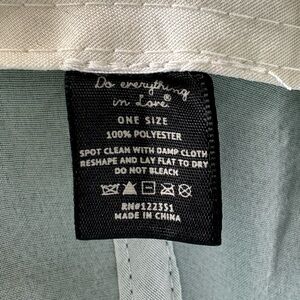 Do everything
in Love®
ONE SIZE
100% POLYESTER
SPOT CLEAN WITH DAMP CLOTH
RESHAPE AND LAY FLAT TO DRY
DO NOT BLEACH
RN#122351
MADE IN CHINA